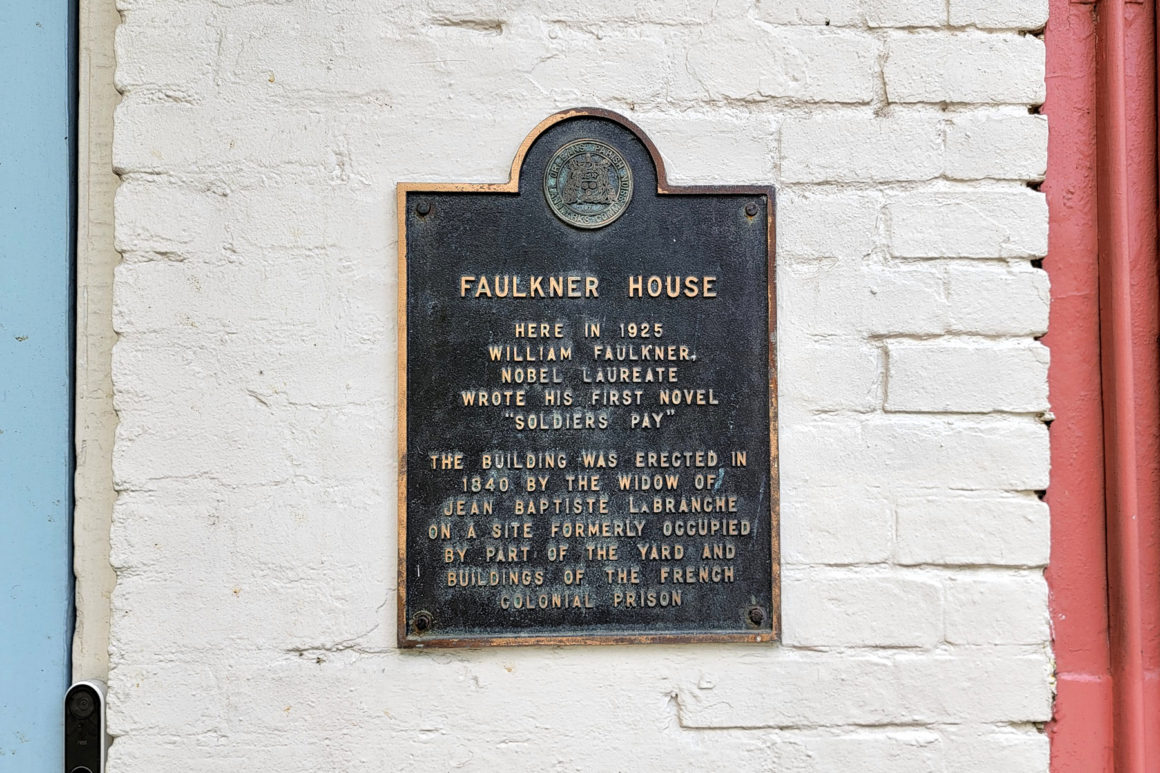 FAULKNER HOUSE
HERE IN 1925
WILLIAM FAULKNER,
NOBEL LAUREATE
WROTE HIS FIRST NOVEL
"SOLDIERS PAY"
THE BUILDING WAS ERECTED IN
1840 BY THE WIDOW OF
JEAN BAPTISTE LABRANCHE
ON A SITE FORMERLY OCCUPIED
BY PART OF THE YARD AND
BUILDINGS OF THE FRENCH
COLONIAL PRISON
nest